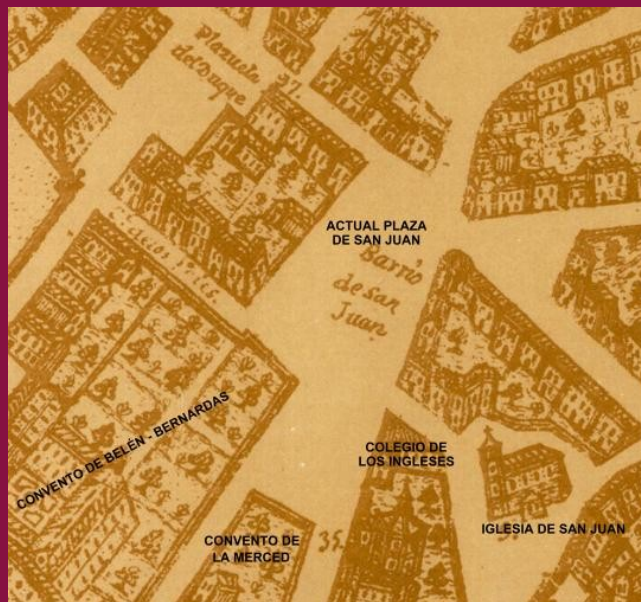 Plazuela
del Duque
37.
ACTUAL PLAZA
DE SAN JUAN
Barrio
de san
Juan
CONVENTO DE BELÉN - BERNARDAS
COLEGIO DE
LOS INGLESES
CONVENTO DE
LA MERCED
35.
IGLESIA DE SAN JUAN